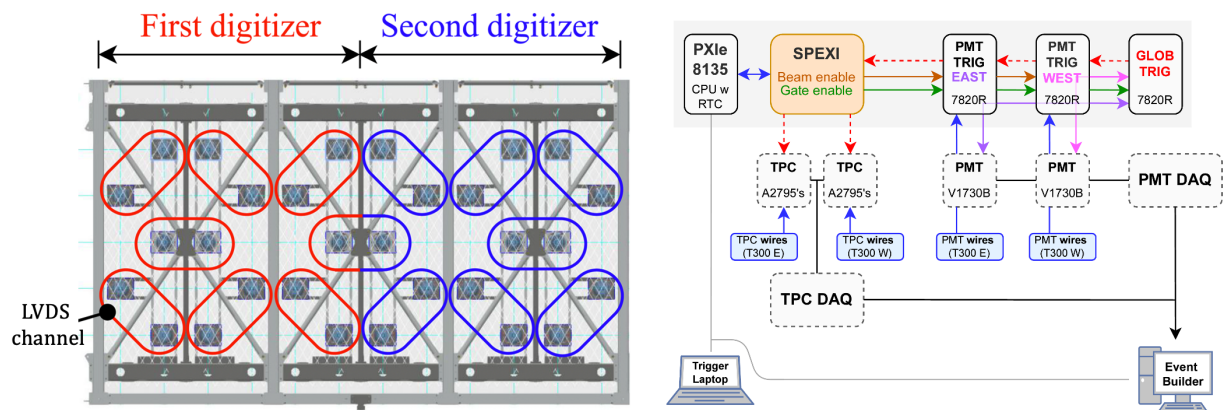 First digitizer
Second digitizer
LVDS
channel
PXIe
8135
CPU w
RTC
SPEXI
Beam enable
Gate enable
PMT
TRIG
EAST
7820R
PMT
TRIG
WEST
7820R
GLOB
TRIG
7820R
TPC
A2795's
TPC
A2795's
PMT
V1730B
PMT
V1730B
PMT DAQ
TPC wires
(T300 E)
TPC wires
(T300 W)
PMT wires
(T300 E)
PMT wires
(T300 W)
TPC DAQ
Trigger
Laptop
Event
Builder